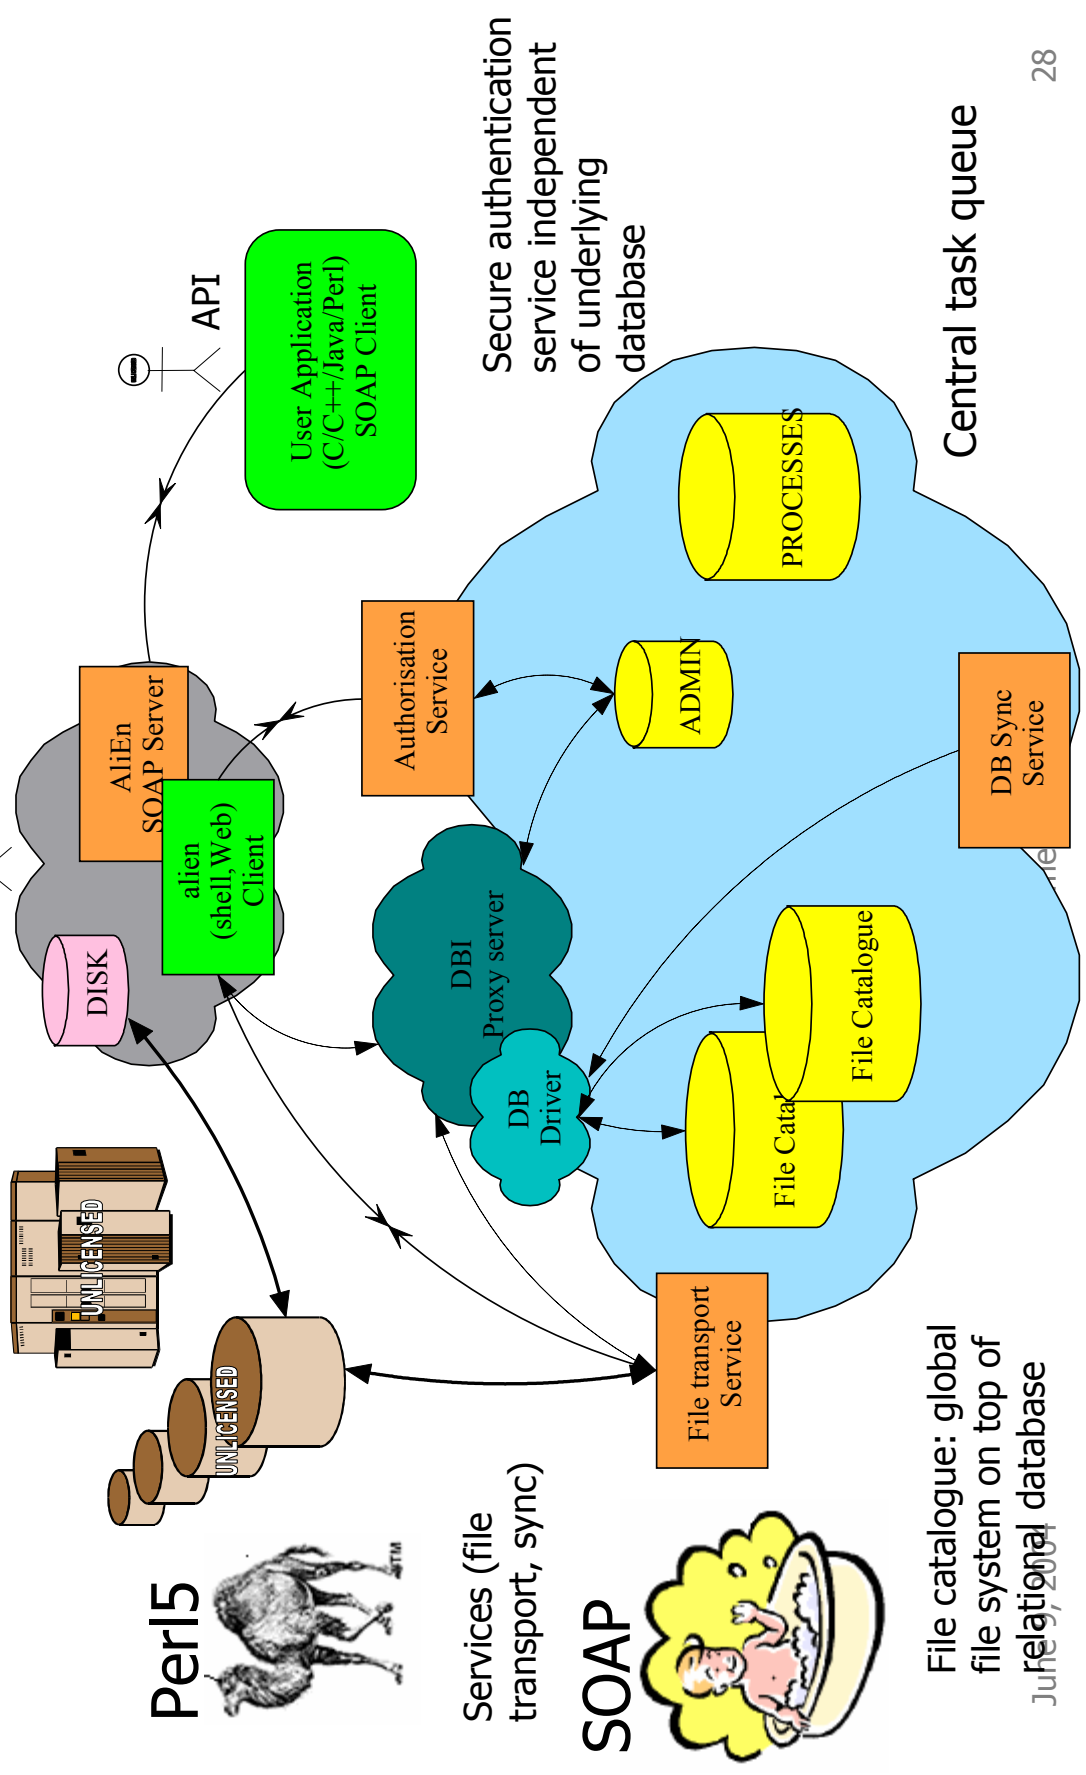 Perl5
TM
Services (file
transport, sync)
SOAP
File catalogue: global
file system on top of
relational database
June 9, 2004
UNLICENSED
UNLICENSED
DISK
AliEn
SOAP Server
alien
(shell,Web)
Client
API
User Application
(C/C++/Java/Perl)
SOAP Client
Authorisation
Service
Secure authentication
service independent
of underlying
database
DBI
Proxy server
DB
Driver
ADMIN
PROCESSES
File transport
Service
File Catal
File Catalogue
DB Sync
Service
Central task queue
28